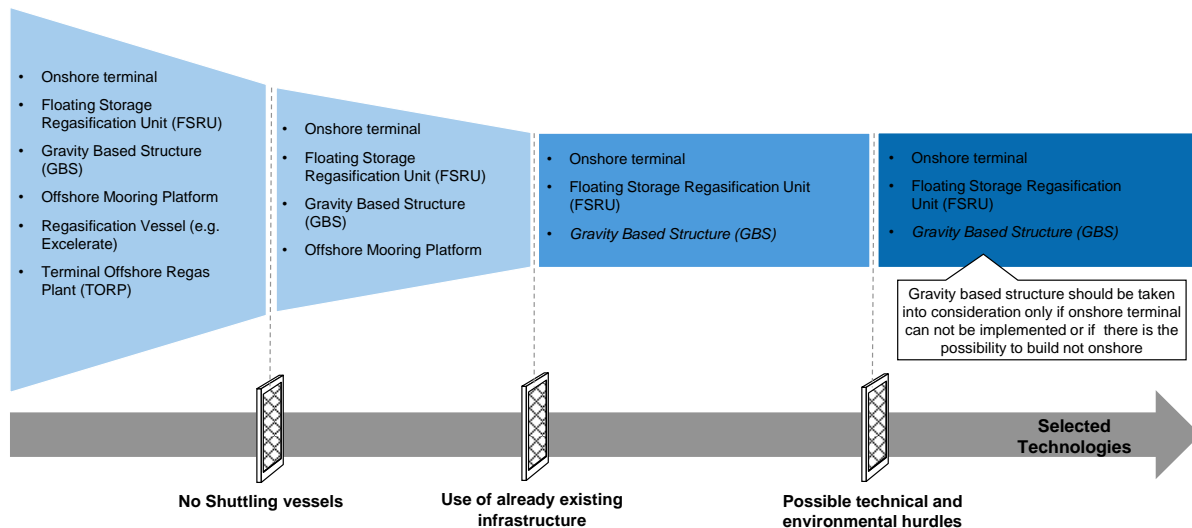 • Onshore terminal
• Floating Storage
Regasification Unit (FSRU)
• Gravity Based Structure
(GBS)
• Offshore Mooring Platform
• Regasification Vessel (e.g.
Excelerate)
• Terminal Offshore Regas
Plant (TORP)
• Onshore terminal
• Floating Storage
Regasification Unit (FSRU)
• Gravity Based Structure
(GBS)
• Offshore Mooring Platform
• Onshore terminal
• Floating Storage Regasification Unit
(FSRU)
• Gravity Based Structure (GBS)
• Onshore terminal
• Floating Storage Regasification
Unit (FSRU)
• Gravity Based Structure (GBS)
Gravity based structure should be taken
into consideration only if onshore terminal
can not be implemented or if there is the
possibility to build not onshore
Selected
Technologies
No Shuttling vessels
Use of already existing
infrastructure
Possible technical and
environmental hurdles